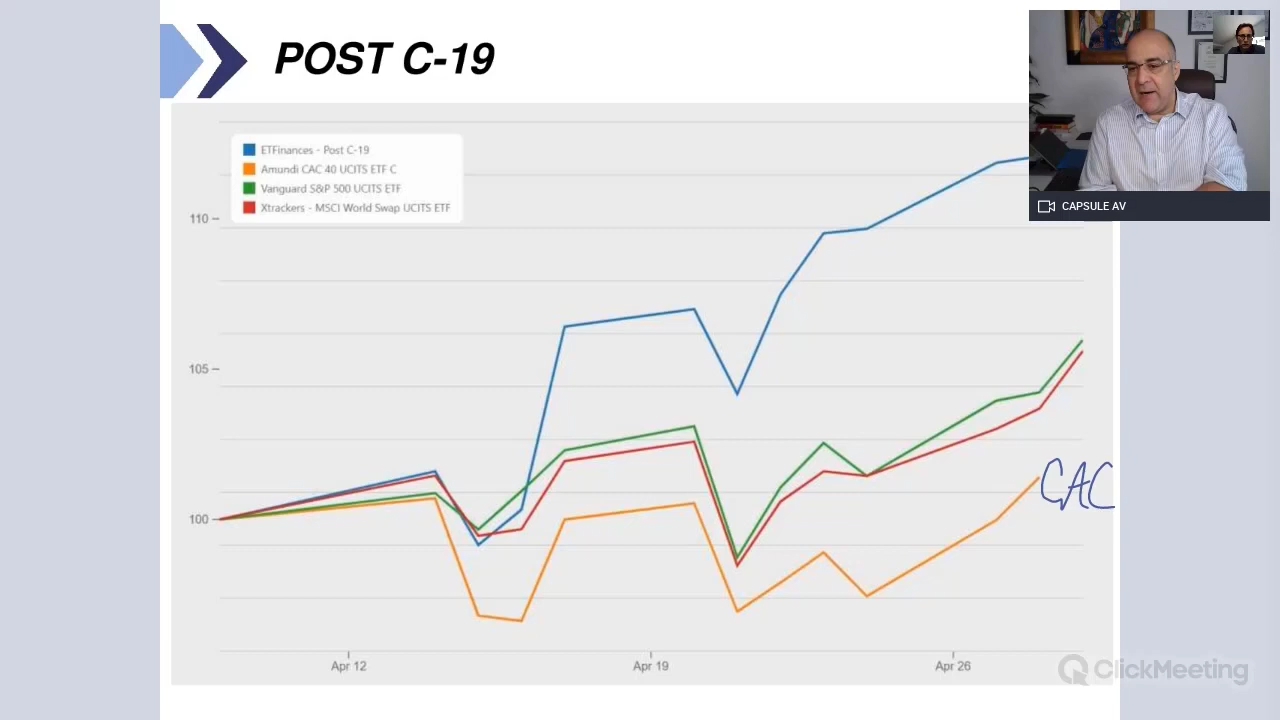 POST C-19
ETFinances - Post C-19
Amundi CAC 40 UCITS ETF C
Vanguard S&P 500 UCITS ETF
Xtrackers - MSCI World Swap UCITS ETF
CAPSULE AV
110
105
100
CAC
Apr 12
Apr 19
Apr 26
ClickMeeting